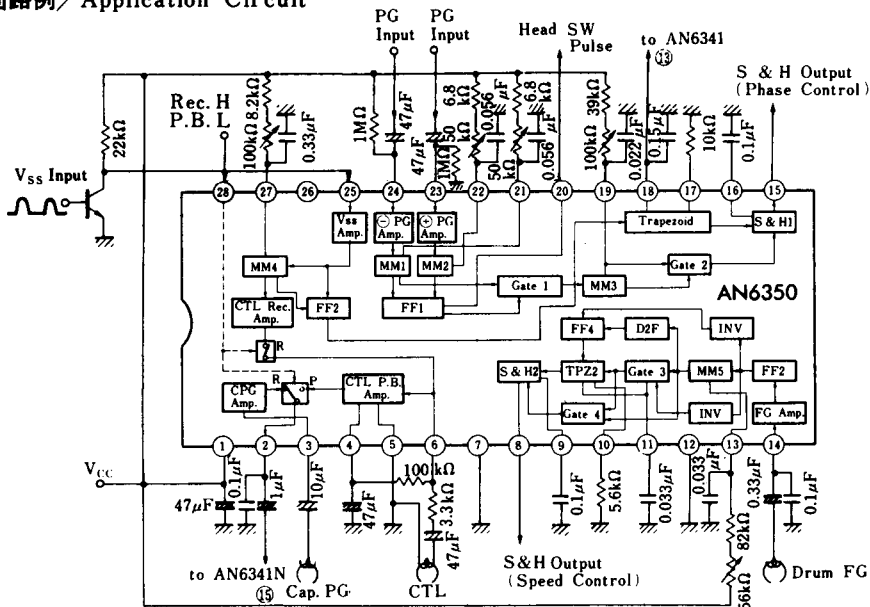 回路例／Application Circuit
PG
Input
PG
Input
Head SW
Pulse
to AN6341
⑬
S & H Output
(Phase Control)
Rec. H
P.B. L
22kΩ
8.2kΩ
100kΩ
0.33μF
1MΩ
47μF
47μF
1MΩ
6.8
kΩ
50
kΩ
0.056
μF
6.8
kΩ
50
kΩ
0.056
μF
39kΩ
100kΩ
0.022μF
0.15μF
10kΩ
0.1μF
VSS Input
28
27
26
25
24
23
22
21
20
19
18
17
16
15
Vss
Amp.
⊖ PG
Amp.
⊕ PG
Amp.
Trapezoid
S & H1
MM4
MM1
MM2
Gate 1
MM3
Gate 2
AN6350
CTL Rec.
Amp.
FF2
FF1
FF4
D2F
INV
R
S & H2
TPZ2
Gate 3
MM5
FF2
CPG
Amp.
R
P
CTL P.B.
Amp.
Gate 4
INV
FG Amp.
1
2
3
4
5
6
7
8
9
10
11
12
13
14
VCC
47μF
0.1μF
1μF
10μF
47μF
100kΩ
3.3kΩ
47μF
0.1μF
5.6kΩ
0.033μF
0.033
μF
82kΩ
56kΩ
0.33μF
0.1μF
to AN6341N
⑮
Cap. PG
CTL
S&H Output
(Speed Control)
Drum FG